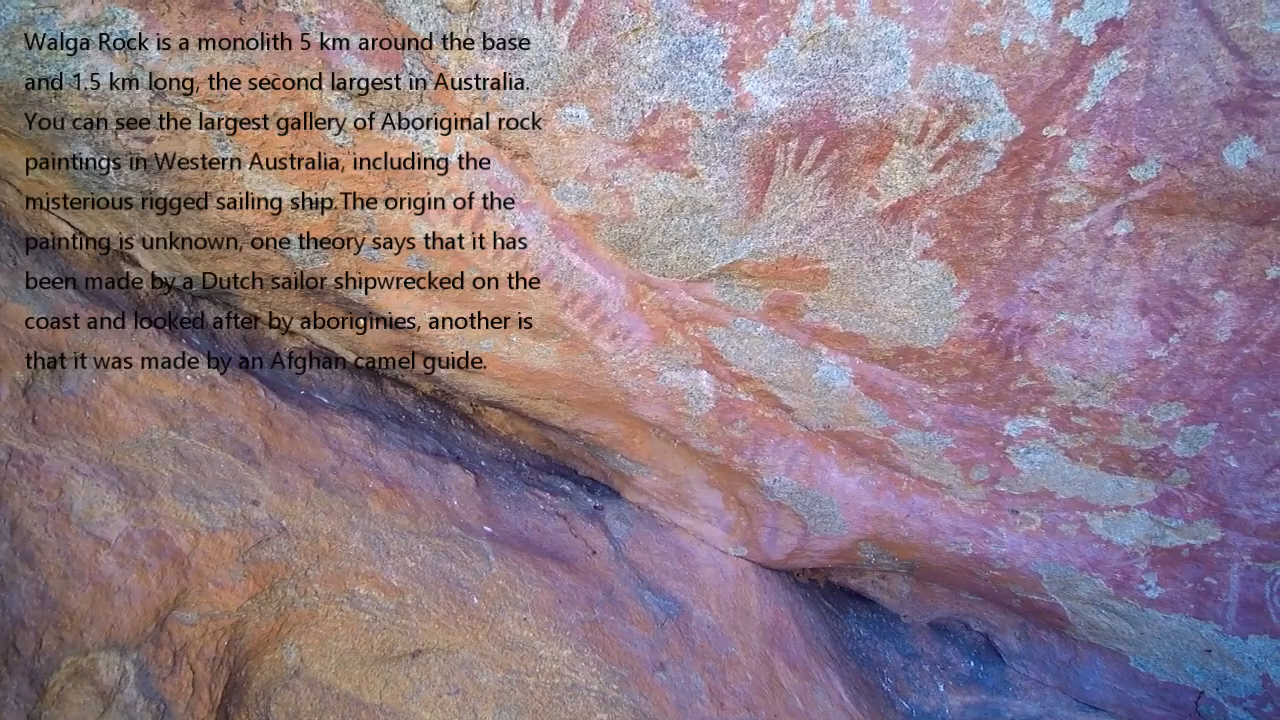 Walga Rock is a monolith 5 km around the base
and 1.5 km long, the second largest in Australia.
You can see the largest gallery of Aboriginal rock
paintings in Western Australia, including the
misterious rigged sailing ship.The origin of the
painting is unknown, one theory says that it has
been made by a Dutch sailor shipwrecked on the
coast and looked after by aboriginies, another is
that it was made by an Afghan camel guide.